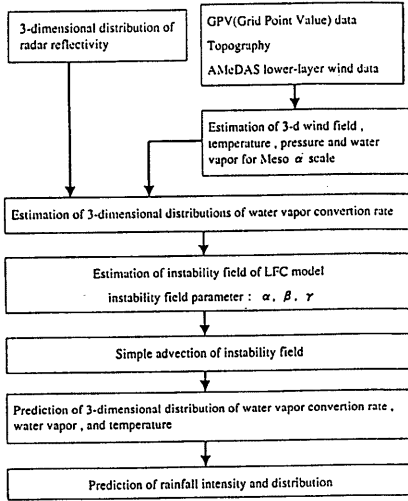 3-dimensional distribution of
radar reflectivity
GPV(Grid Point Value) data
Topography
AMeDAS lower-layer wind data
Estimation of 3-d wind field ,
temperature , pressure and water
vapor for Meso α scale
Estimation of 3-dimensional distributions of water vapor convertion rate
Estimation of instability field of LFC model
instability field parameter : α, β, γ
Simple advection of instability field
Prediction of 3-dimensional distribution of water vapor convertion rate ,
water vapor , and temperature
Prediction of rainfall intensity and distribution